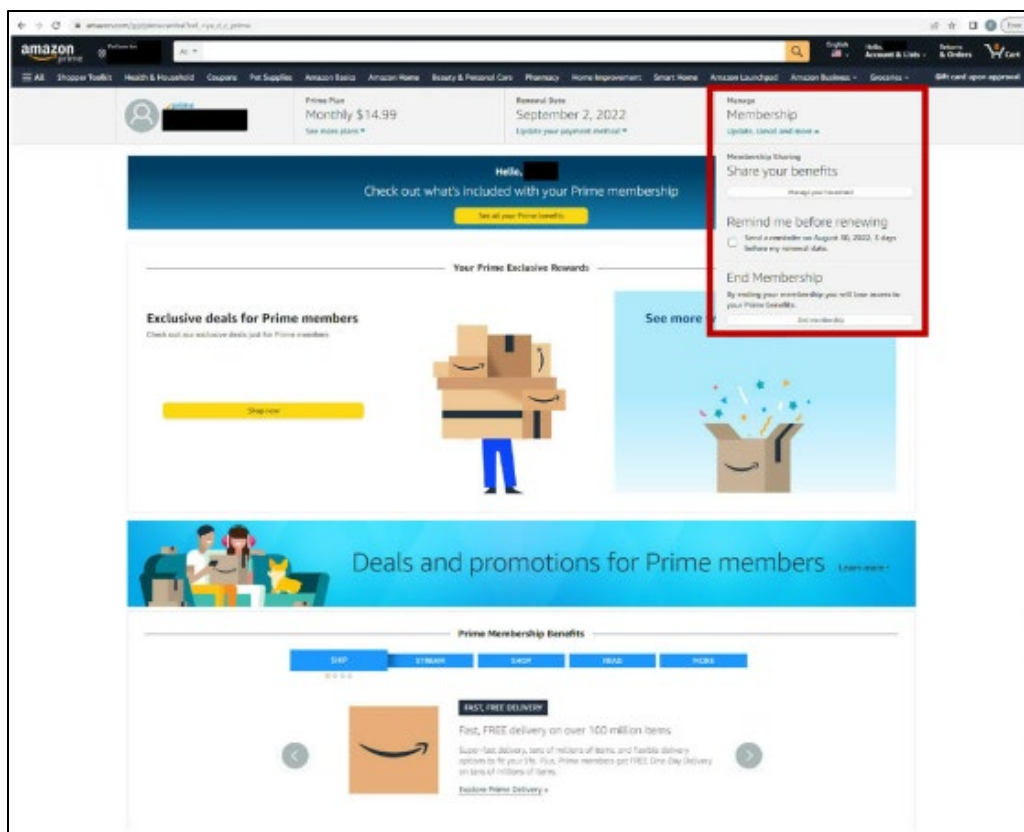 amazon
prime
All
English
Hello,
Account & Lists
Returns
& Orders
Cart
All
Shopper Toolkit
Health & Household
Coupons
Pet Supplies
Amazon Basics
Amazon Home
Beauty & Personal Care
Pharmacy
Home Improvement
Smart Home
Amazon Launchpad
Amazon Business
Groceries
Gift card upon approval
prime
Prime Plan
Monthly $14.99
See more plans
Renewal Date
September 2, 2022
Update your payment method
Manage
Membership
Update, cancel and more
Membership Sharing
Share your benefits
Manage your household
Remind me before renewing
Send a reminder on August 30, 2022, 3 days
before my renewal date.
End Membership
By ending your membership you will lose access to
your Prime benefits.
End membership
Hello,
Check out what's included with your Prime membership
See all your Prime benefits
Your Prime Exclusive Rewards
Exclusive deals for Prime members
Check out our exclusive deals just for Prime members
Shop now
See more
Deals and promotions for Prime members
Learn more
Prime Membership Benefits
SHIP
STREAM
SHOP
READ
MORE
FAST, FREE DELIVERY
Fast, FREE delivery on over 100 million items
Super-fast delivery, tens of millions of items, and flexible delivery
options to fit your life. Plus, Prime members get FREE One-Day Delivery
on tens of millions of items.
Explore Prime Delivery